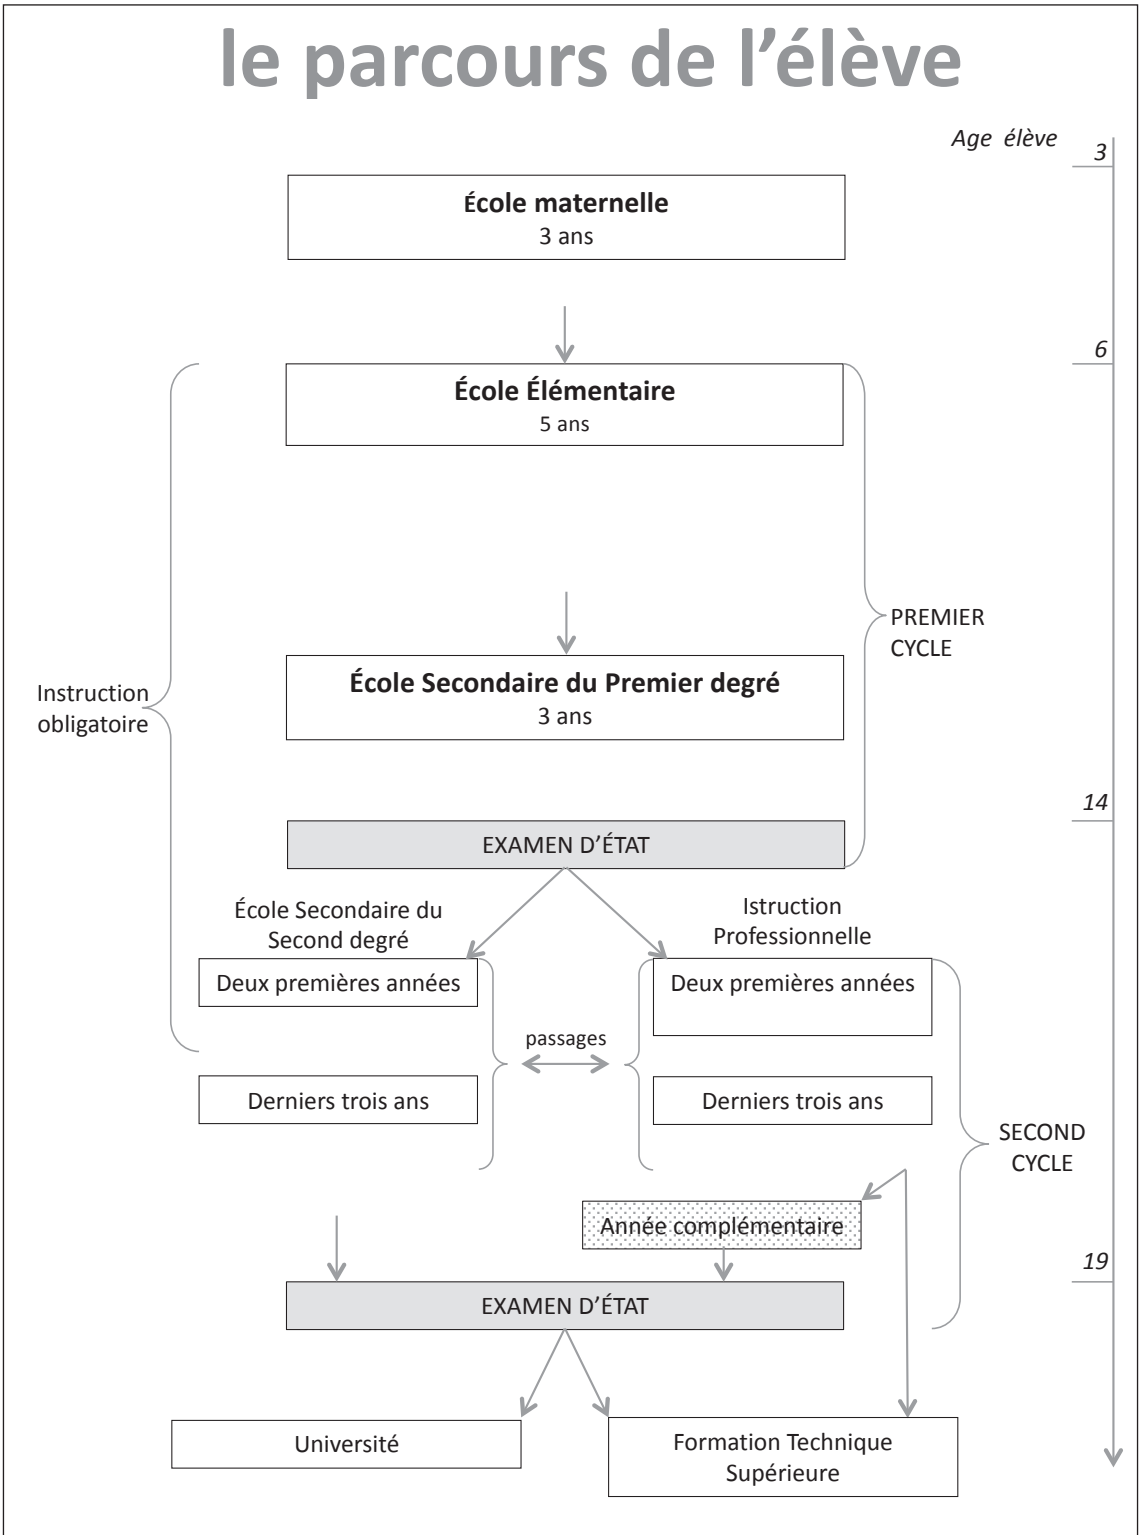 le parcours de l’élève
Age élève
3
École maternelle
3 ans
6
École Élémentaire
5 ans
PREMIER
CYCLE
École Secondaire du Premier degré
3 ans
Instruction
obligatoire
14
EXAMEN D’ÉTAT
École Secondaire du
Second degré
Istruction
Professionnelle
Deux premières années
Deux premières années
passages
Derniers trois ans
Derniers trois ans
SECOND
CYCLE
Année complémentaire
19
EXAMEN D’ÉTAT
Université
Formation Technique
Supérieure